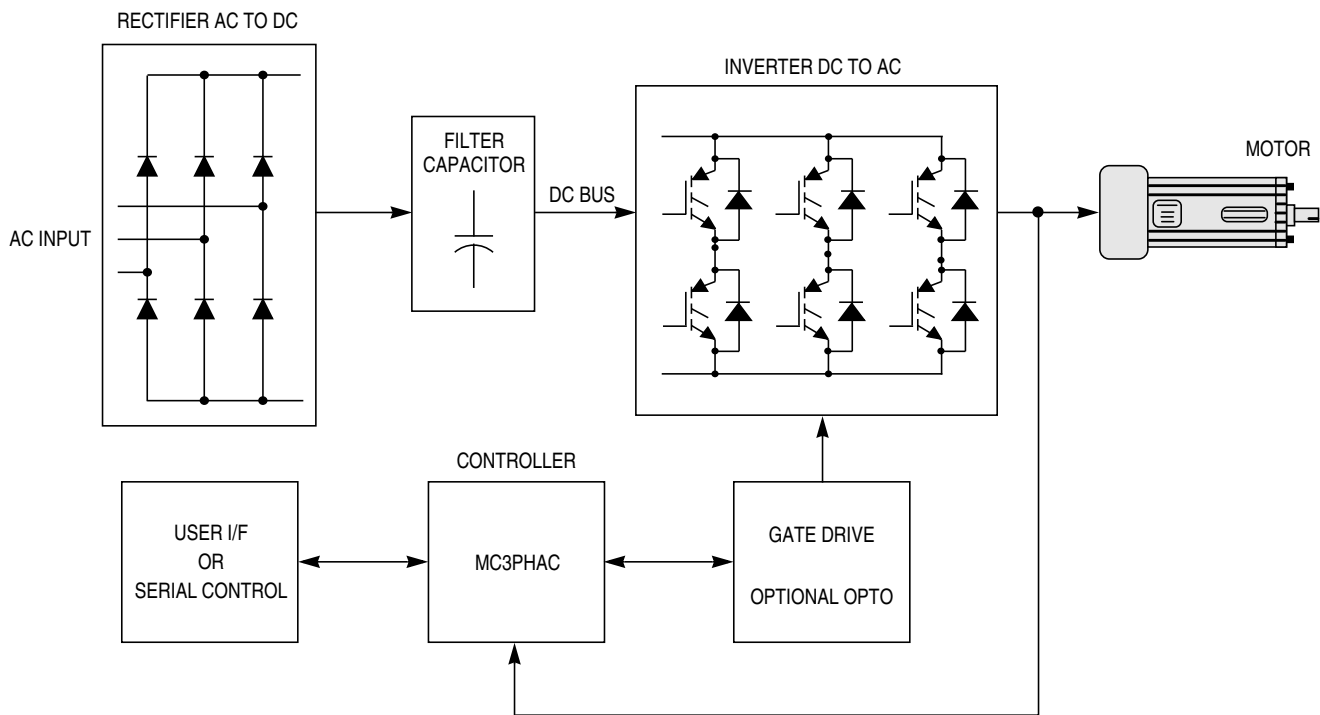 RECTIFIER AC TO DC
INVERTER DC TO AC
FILTER
CAPACITOR
MOTOR
DC BUS
AC INPUT
CONTROLLER
USER I/F
OR
SERIAL CONTROL
MC3PHAC
GATE DRIVE
OPTIONAL OPTO